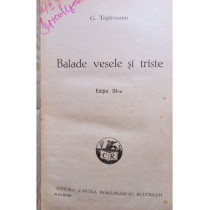 G. Topîrceanu
Balade vesele și triste
Ediția III-a
C R
EDITURA „CARTEA ROMÂNEASCĂ”, BUCUREȘTI